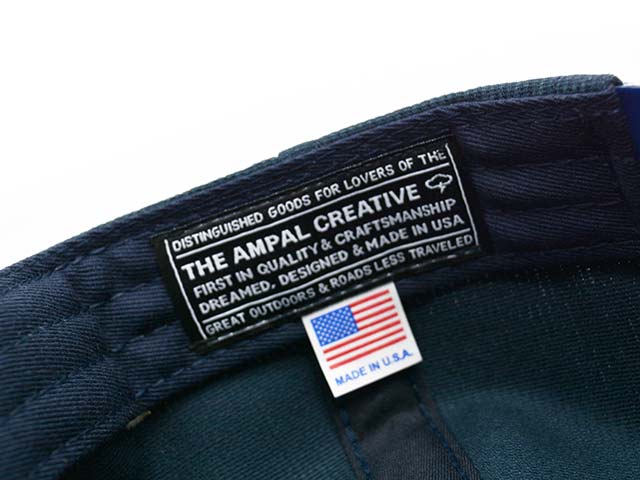 DISTINGUISHED GOODS FOR LOVERS OF THE
THE AMPAL CREATIVE
FIRST IN QUALITY & CRAFTSMANSHIP
DREAMED, DESIGNED & MADE IN USA
GREAT OUTDOORS & ROADS LESS TRAVELED
MADE IN U.S.A.